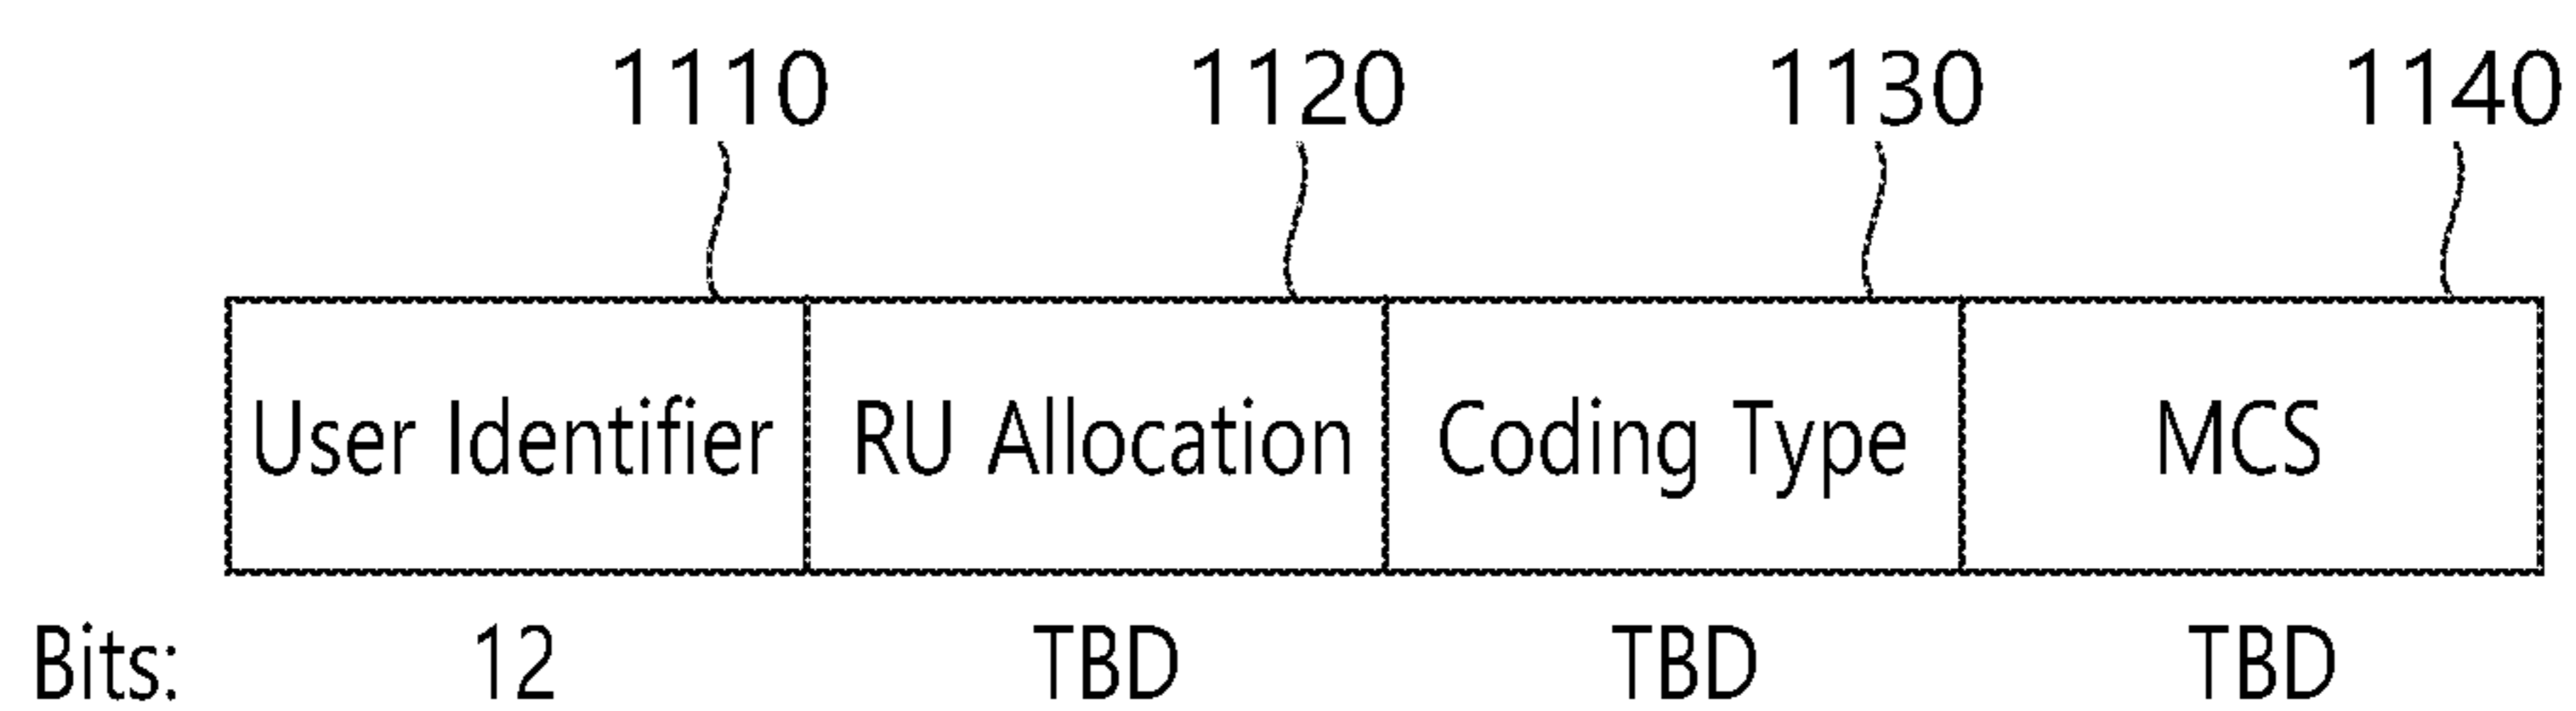 1110 1120 1130 1140
User Identifier RU Allocation Coding Type MCS
Bits: 12 TBD TBD TBD